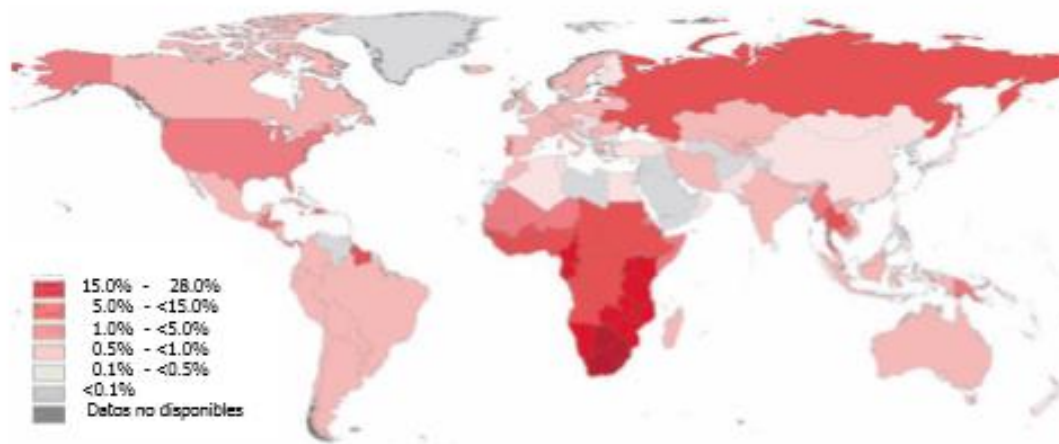 15.0% - 28.0%
5.0% - <15.0%
1.0% - <5.0%
0.5% - <1.0%
0.1% - <0.5%
<0.1%
Datos no disponibles